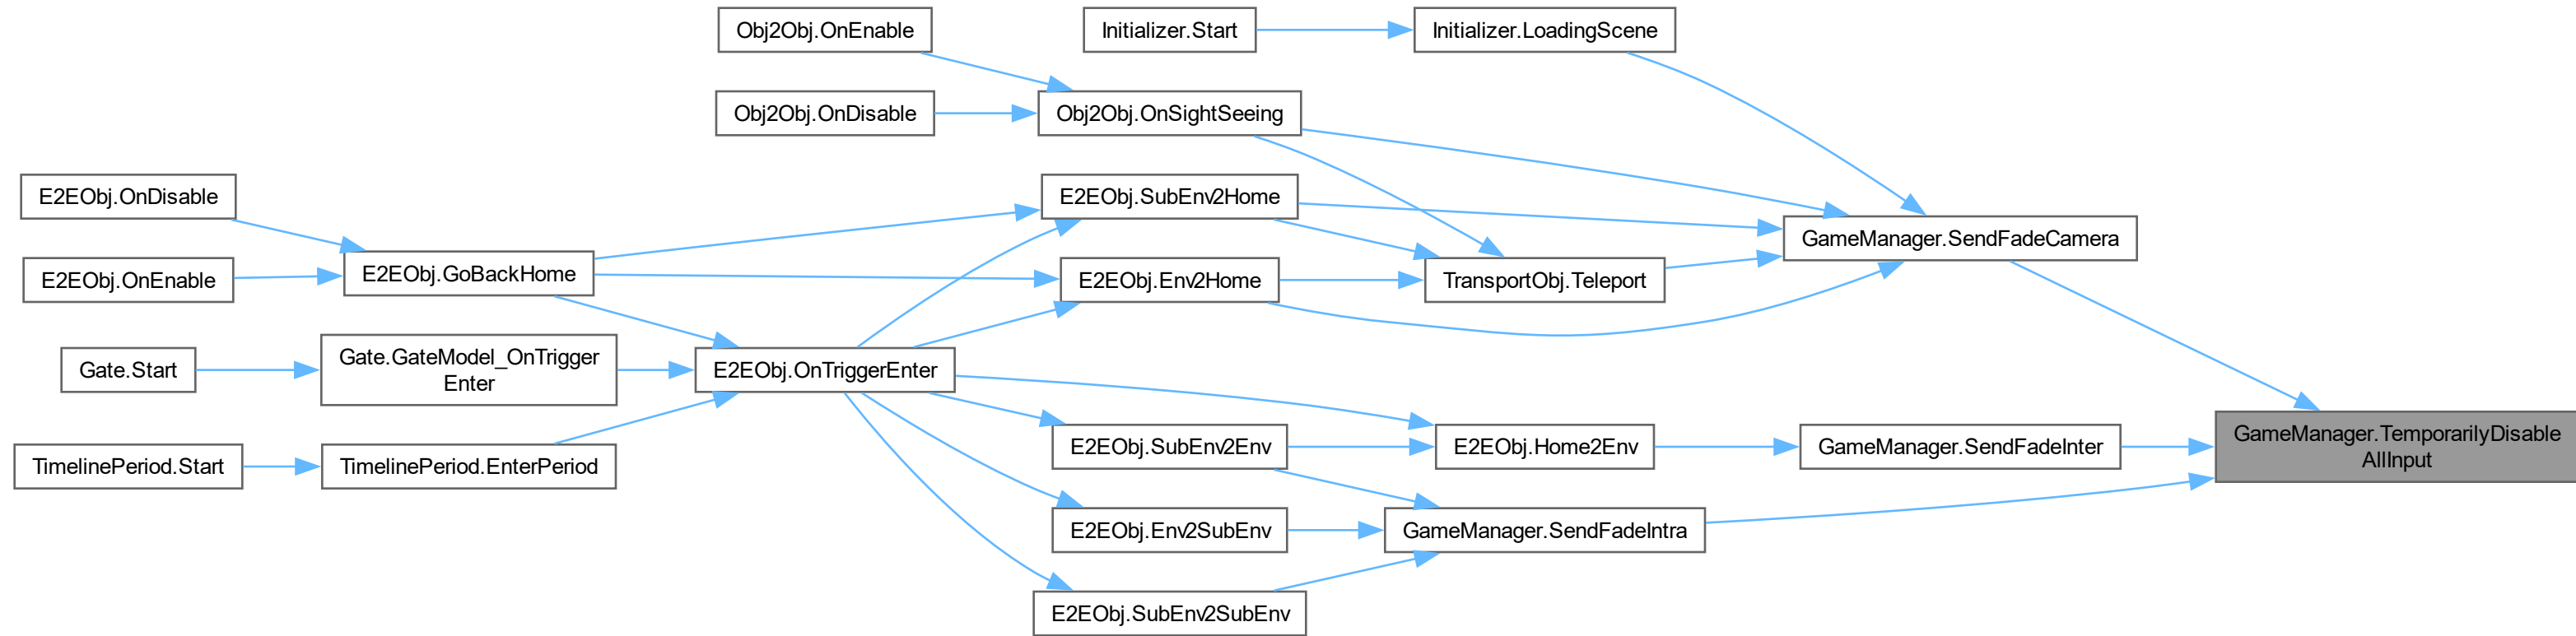 Obj2Obj.OnEnable
Initializer.Start
Initializer.LoadingScene
Obj2Obj.OnDisable
Obj2Obj.OnSightSeeing
E2EObj.OnDisable
E2EObj.SubEnv2Home
GameManager.SendFadeCamera
E2EObj.OnEnable
E2EObj.GoBackHome
E2EObj.Env2Home
TransportObj.Teleport
Gate.Start
Gate.GateModel_OnTrigger
Enter
E2EObj.OnTriggerEnter
TimelinePeriod.Start
TimelinePeriod.EnterPeriod
E2EObj.SubEnv2Env
E2EObj.Home2Env
GameManager.SendFadeInter
GameManager.TemporarilyDisable
AllInput
E2EObj.Env2SubEnv
GameManager.SendFadeIntra
E2EObj.SubEnv2SubEnv